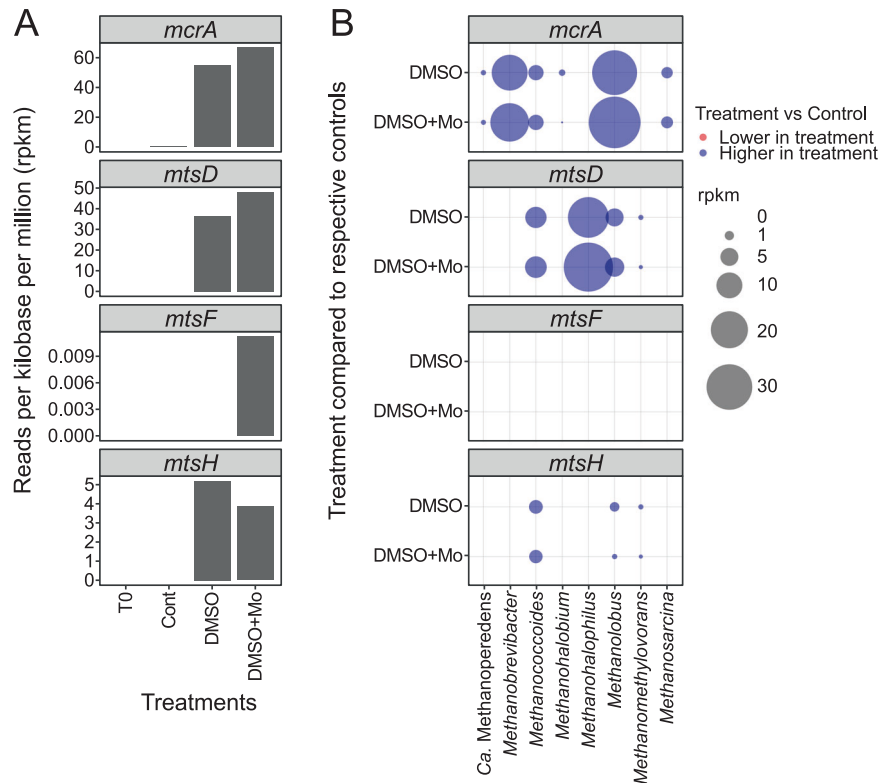 A
Reads per kilobase per million (rpkm)
mcrA
60
40
20
0
mtsD
50
40
30
20
10
0
mtsF
0.009
0.006
0.003
0.000
mtsH
5
4
3
2
1
0
T0
Cont
DMSO
DMSO+Mo
Treatments
B
Treatment compared to respective controls
mcrA
DMSO
DMSO+Mo
mtsD
DMSO
DMSO+Mo
mtsF
DMSO
DMSO+Mo
mtsH
DMSO
DMSO+Mo
Ca. Methanoperedens
Methanobrevibacter
Methanococcoides
Methanohalobium
Methanohalophilus
Methanolobus
Methanomethylovorans
Methanosarcina
Treatment vs Control
Lower in treatment
Higher in treatment
rpkm
0
1
5
10
20
30